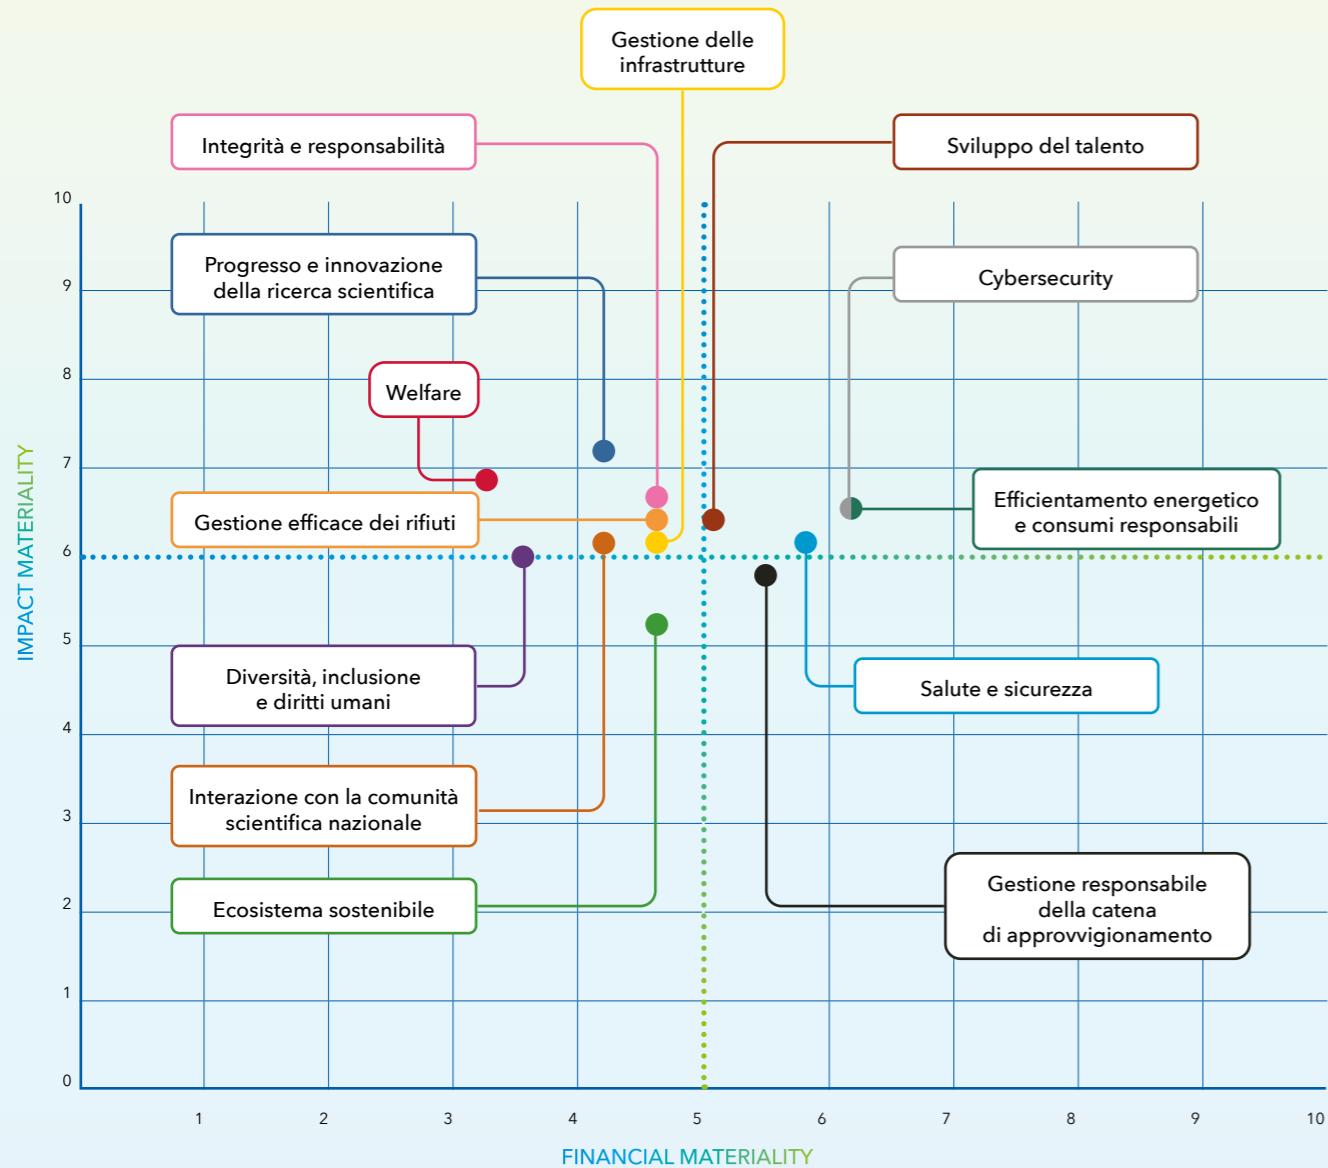 Gestione delle
infrastrutture
Integrità e responsabilità
Sviluppo del talento
10
Progresso e innovazione
della ricerca scientifica
Cybersecurity
9
8
Welfare
7
Gestione efficace dei rifiuti
Efficientamento energetico
e consumi responsabili
6
IMPACT MATERIALITY
5
Diversità, inclusione
e diritti umani
Salute e sicurezza
4
Interazione con la comunità
scientifica nazionale
3
Gestione responsabile
della catena
di approvvigionamento
2
Ecosistema sostenibile
1
0
1 2 3 4 5 6 7 8 9 10
FINANCIAL MATERIALITY